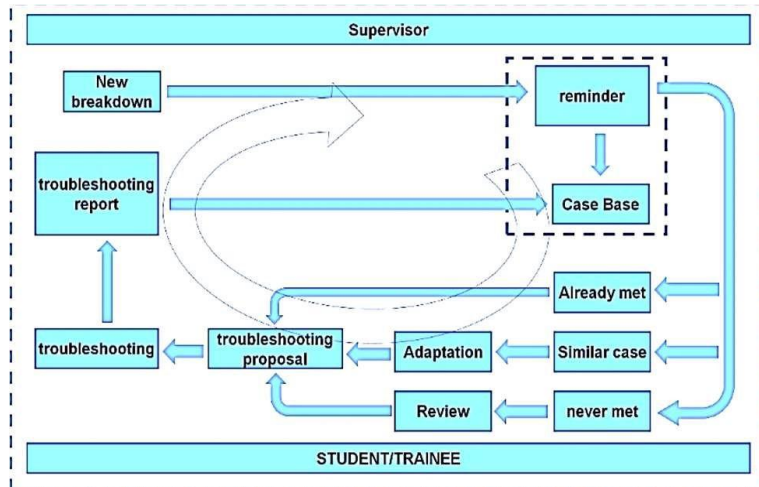 Supervisor
New
breakdown
reminder
troubleshooting
report
Case Base
Already met
troubleshooting
troubleshooting
proposal
Adaptation
Similar case
Review
never met
STUDENT/TRAINEE